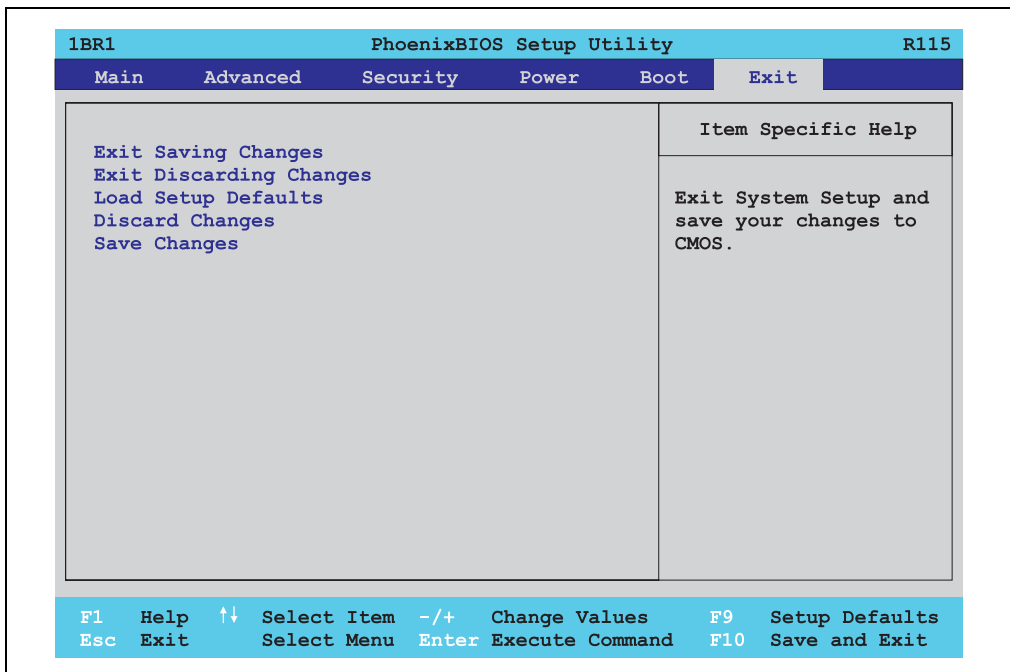 1BR1 PhoenixBIOS Setup Utility R115
Main Advanced Security Power Boot Exit
Item Specific Help
Exit Saving Changes
Exit Discarding Changes
Load Setup Defaults
Discard Changes
Save Changes
Exit System Setup and
save your changes to
CMOS.
F1 Help ↑↓ Select Item -/+ Change Values F9 Setup Defaults
Esc Exit Select Menu Enter Execute Command F10 Save and Exit